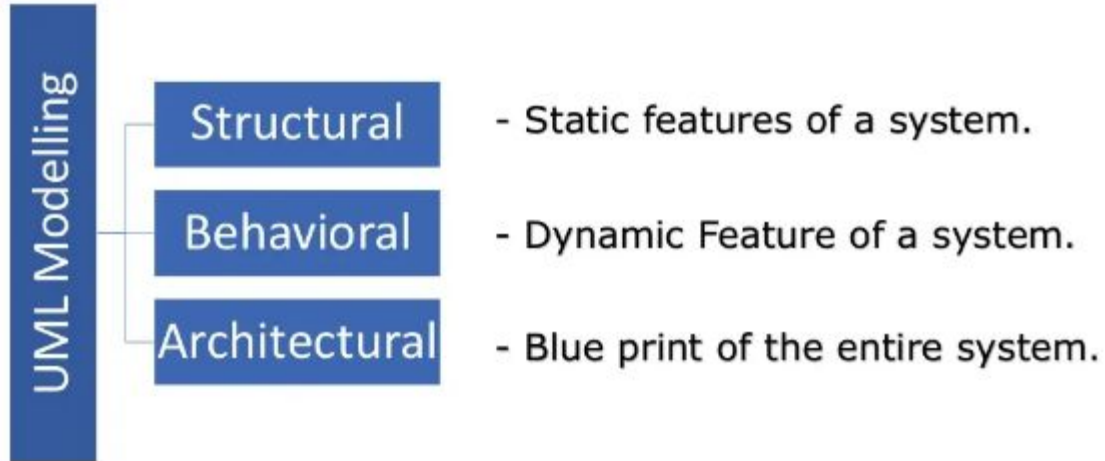 UML Modelling
Structural - Static features of a system.
Behavioral - Dynamic Feature of a system.
Architectural - Blue print of the entire system.